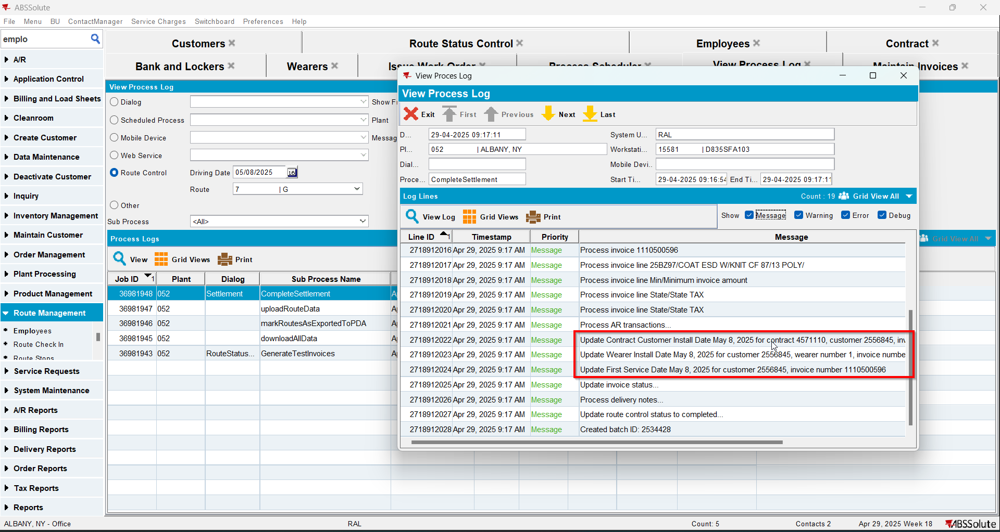 ABSSolute
File Menu BU ContactManager Service Charges Switchboard Preferences Help
emplo
Customers Route Status Control Employees Contract
Bank and Lockers Wearers Issue Work Order Process Scheduler View Process Log Maintain Invoices
A/R
Application Control
Billing and Load Sheets
Cleanroom
Create Customer
Data Maintenance
Deactivate Customer
Inquiry
Inventory Management
Maintain Customer
Order Management
Plant Processing
Product Management
Route Management
Employees
Route Check In
Route Stops
Service Requests
System Maintenance
A/R Reports
Billing Reports
Delivery Reports
Order Reports
Tax Reports
Reports
View Process Log
Dialog Show
Scheduled Process Plant
Mobile Device Messag
Web Service
Route Control Driving Date 05/08/2025 16
Route 7 | G
Other
Sub Process <All>
Process Logs Grid View All
View Grid Views Print
Job ID 1 Plant Dialog Sub Process Name
36981948 052 Settlement CompleteSettlement
36981947 052 uploadRouteData
36981946 052 markRoutesAsExportedToPDA
36981945 052 downloadAllData
36981943 052 RouteStatus... GenerateTestInvoices
View Proces Log
View Process Log
Exit First Previous Next Last
D... 29-04-2025 09:17:11 System U... RAL
Pl... 052 | ALBANY, NY Workstati... 15581 | D835SFA103
Dial... Mobile Devi..
Proce... CompleteSettlement Start Ti... 29-04-2025 09:16:54 End Ti... 29-04-2025 09:17:11
Log Lines Count : 19 Grid View All
View Log Grid Views Print Show Message Warning Error Debug
Line ID 1 Timestamp Priority Message
2718912016 Apr 29, 2025 9:17 AM Message Process invoice 1110500596
2718912017 Apr 29, 2025 9:17 AM Message Process invoice line 25BZ97/COAT ESD W/KNIT CF 87/13 POLY/
2718912018 Apr 29, 2025 9:17 AM Message Process invoice line Min/Minimum invoice amount
2718912019 Apr 29, 2025 9:17 AM Message Process invoice line State/State TAX
2718912020 Apr 29, 2025 9:17 AM Message Process invoice line State/State TAX
2718912021 Apr 29, 2025 9:17 AM Message Process AR transactions...
2718912022 Apr 29, 2025 9:17 AM Message Update Contract Customer Install Date May 8, 2025 for contract 4571110, customer 2556845, inv
2718912023 Apr 29, 2025 9:17 AM Message Update Wearer Install Date May 8, 2025 for customer 2556845, wearer number 1, invoice numbe
2718912024 Apr 29, 2025 9:17 AM Message Update First Service Date May 8, 2025 for customer 2556845, invoice number 1110500596
2718912025 Apr 29, 2025 9:17 AM Message Update invoice status...
2718912026 Apr 29, 2025 9:17 AM Message Process delivery notes...
2718912027 Apr 29, 2025 9:17 AM Message Update route control status to completed...
2718912028 Apr 29, 2025 9:17 AM Message Created batch ID: 2534428
ALBANY, NY - Office RAL Count: 5 Contacts 2 Apr 29, 2025 Week 18 ABSSolute